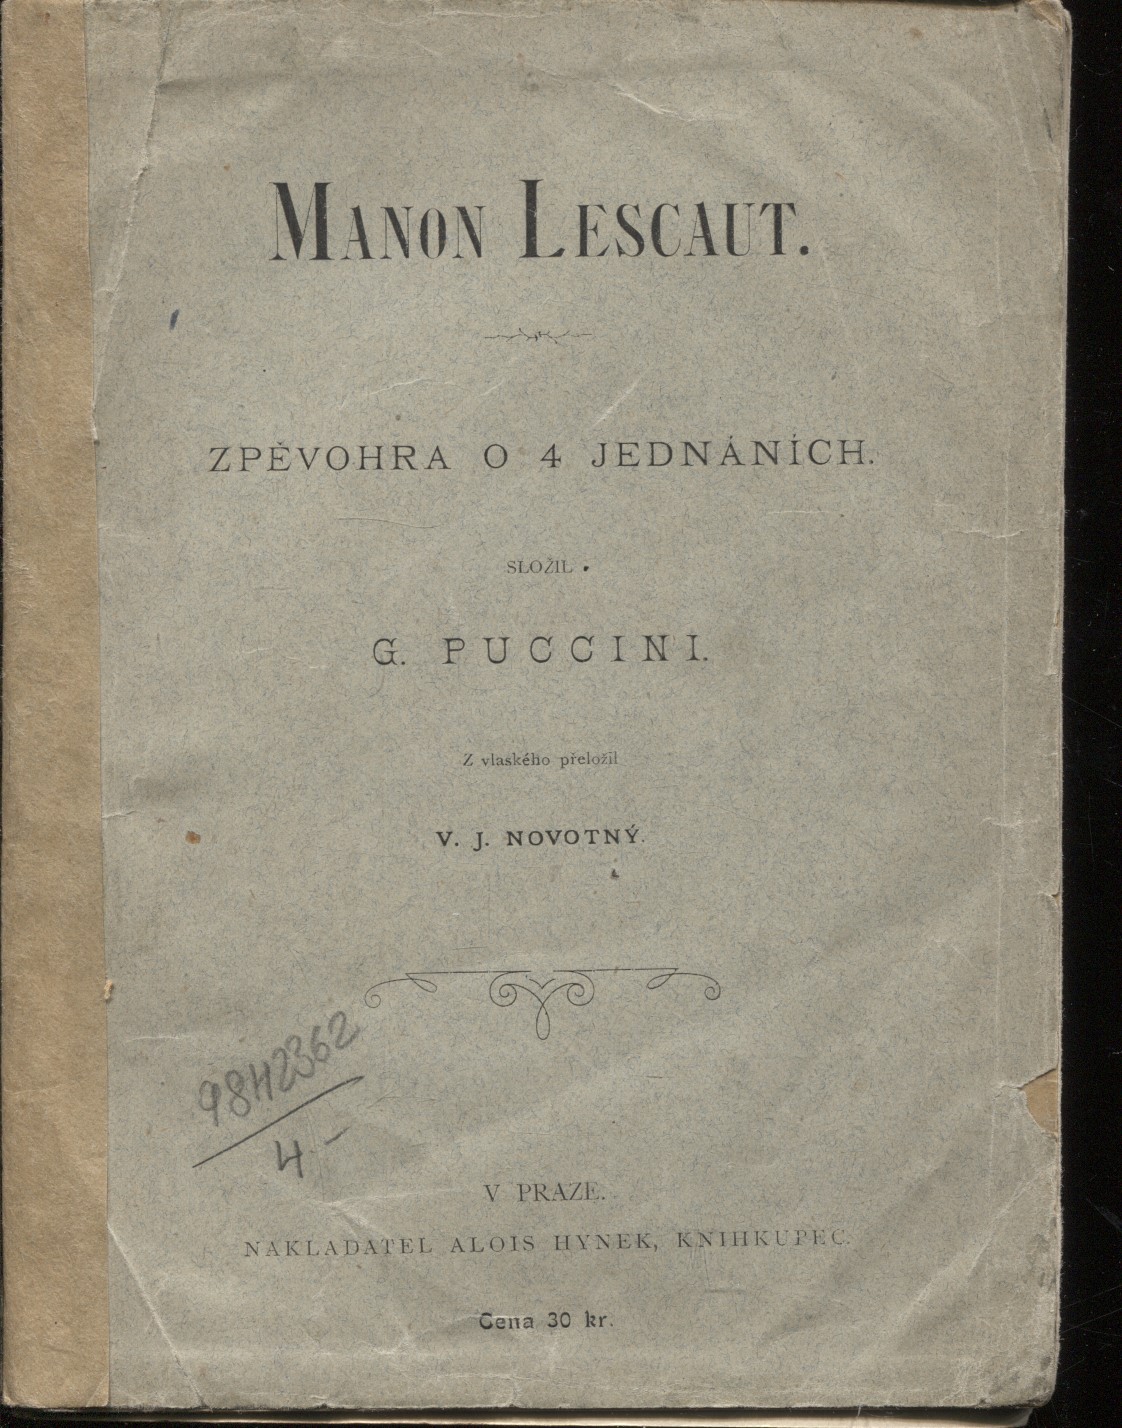 MANON LESCAUT.
ZPĚVOHRA O 4 JEDNÁNÍCH.
SLOŽIL
G. PUCCINI.
Z vlaského přeložil
V. J. NOVOTNÝ.
9842362
4 –
V PRAZE.
NAKLADATEL ALOIS HYNEK, KNIHKUPEC.
Cena 30 kr.